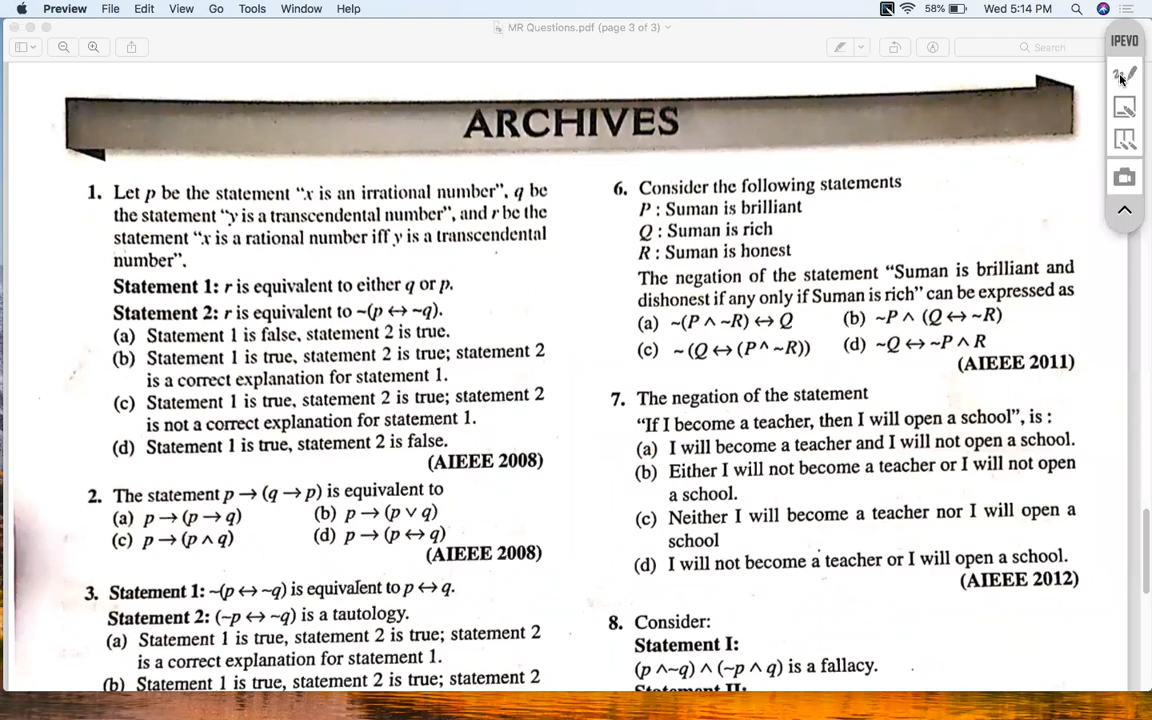 Preview File Edit View Go Tools Window Help
58% Wed 5:14 PM
MR Questions.pdf (page 3 of 3)
Search
IPEVO
ARCHIVES
1. Let p be the statement “x is an irrational number”, q be
the statement “y is a transcendental number”, and r be the
statement “x is a rational number iff y is a transcendental
number”.
Statement 1: r is equivalent to either q or p.
Statement 2: r is equivalent to ~(p ↔ ~q).
(a) Statement 1 is false, statement 2 is true.
(b) Statement 1 is true, statement 2 is true; statement 2
is a correct explanation for statement 1.
(c) Statement 1 is true, statement 2 is true; statement 2
is not a correct explanation for statement 1.
(d) Statement 1 is true, statement 2 is false.
(AIEEE 2008)
2. The statement p → (q → p) is equivalent to
(a) p → (p → q) (b) p → (p ∨ q)
(c) p → (p ∧ q) (d) p → (p ↔ q)
(AIEEE 2008)
3. Statement 1: ~(p ↔ ~q) is equivalent to p ↔ q.
Statement 2: (~p ↔ ~q) is a tautology.
(a) Statement 1 is true, statement 2 is true; statement 2
is a correct explanation for statement 1.
(b) Statement 1 is true, statement 2 is true; statement 2
6. Consider the following statements
P : Suman is brilliant
Q : Suman is rich
R : Suman is honest
The negation of the statement “Suman is brilliant and
dishonest if any only if Suman is rich” can be expressed as
(a) ~(P ∧ ~R) ↔ Q (b) ~P ∧ (Q ↔ ~R)
(c) ~ (Q ↔ (P ^ ~R)) (d) ~Q ↔ ~P ∧ R
(AIEEE 2011)
7. The negation of the statement
“If I become a teacher, then I will open a school”, is :
(a) I will become a teacher and I will not open a school.
(b) Either I will not become a teacher or I will not open
a school.
(c) Neither I will become a teacher nor I will open a
school
(d) I will not become a teacher or I will open a school.
(AIEEE 2012)
8. Consider:
Statement I:
(p ∧ ~q) ∧ (~p ∧ q) is a fallacy.
Statement II: